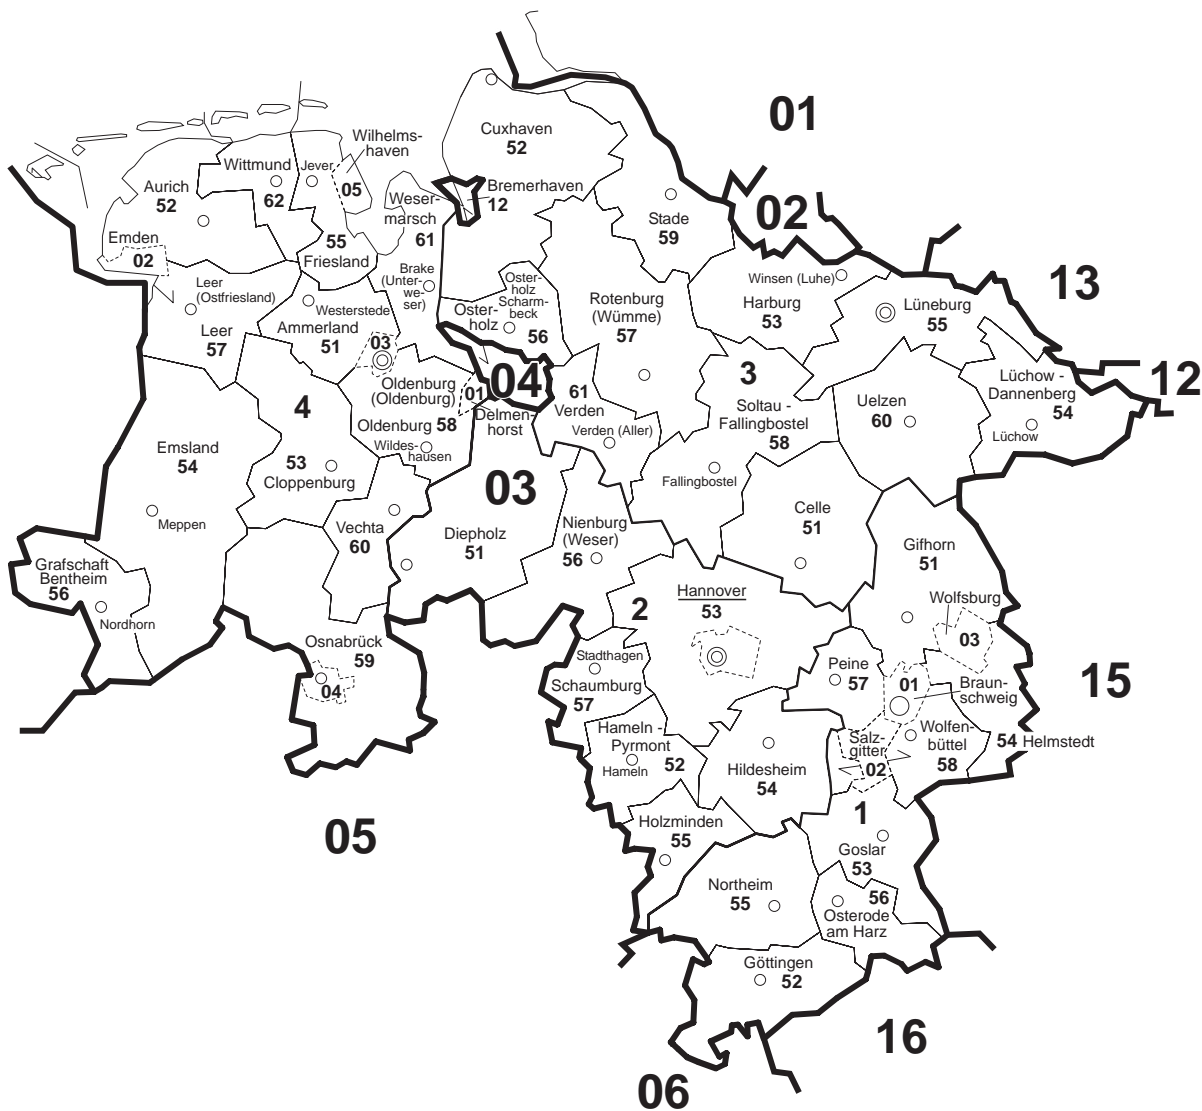 01
Cuxhaven
52
Wilhelms-
haven
Wittmund
62
Jever
05
Bremerhaven
12
Aurich
52
Weser-
marsch
61
02
Stade
59
Emden
02
55
Friesland
13
Leer
(Ostfriesland)
Brake
(Unter-
we-
ser)
Oster-
holz
Scharm-
beck
Winsen (Luhe)
Harburg
53
Lüneburg
55
Rotenburg
(Wümme)
57
Westerstede
Ammerland
51
Oster-
holz
56
Leer
57
03
04
3
12
Oldenburg
(Oldenburg)
01
61
Verden
Lüchow -
Dannenberg
54
4
Uelzen
60
Delmen-
horst
Soltau -
Fallingbostel
58
Oldenburg 58
Verden (Aller)
Lüchow
Emsland
54
Wildes-
hausen
53
Cloppenburg
Fallingbostel
03
Meppen
Vechta
60
Diepholz
51
Nienburg
(Weser)
56
Celle
51
Gifhorn
51
Grafschaft
Bentheim
56
Hannover
53
Wolfsburg
03
2
Nordhorn
Osnabrück
59
Stadthagen
Schaumburg
57
Peine
57
04
01
Braun-
schweig
15
Hameln -
Pyrmont
52
Hameln
Salz-
gitter
02
Wolfen-
büttel
58
54 Helmstedt
Hildesheim
54
1
05
Holzminden
55
Goslar
53
Northeim
55
56
Osterode
am Harz
Göttingen
52
16
06